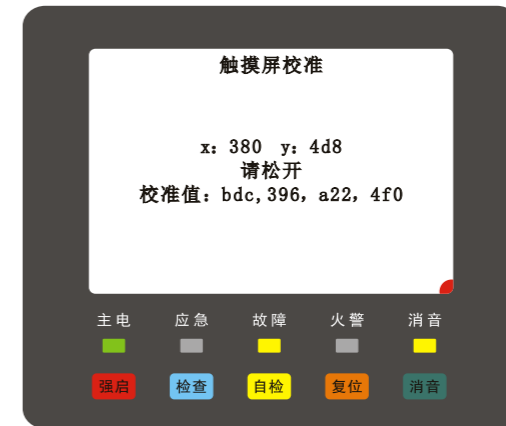 触摸屏校准
x: 380 y: 4d8
请松开
校准值: bdc,396, a22, 4f0
主电 应急 故障 火警 消音
强启 检查 自检 复位 消音